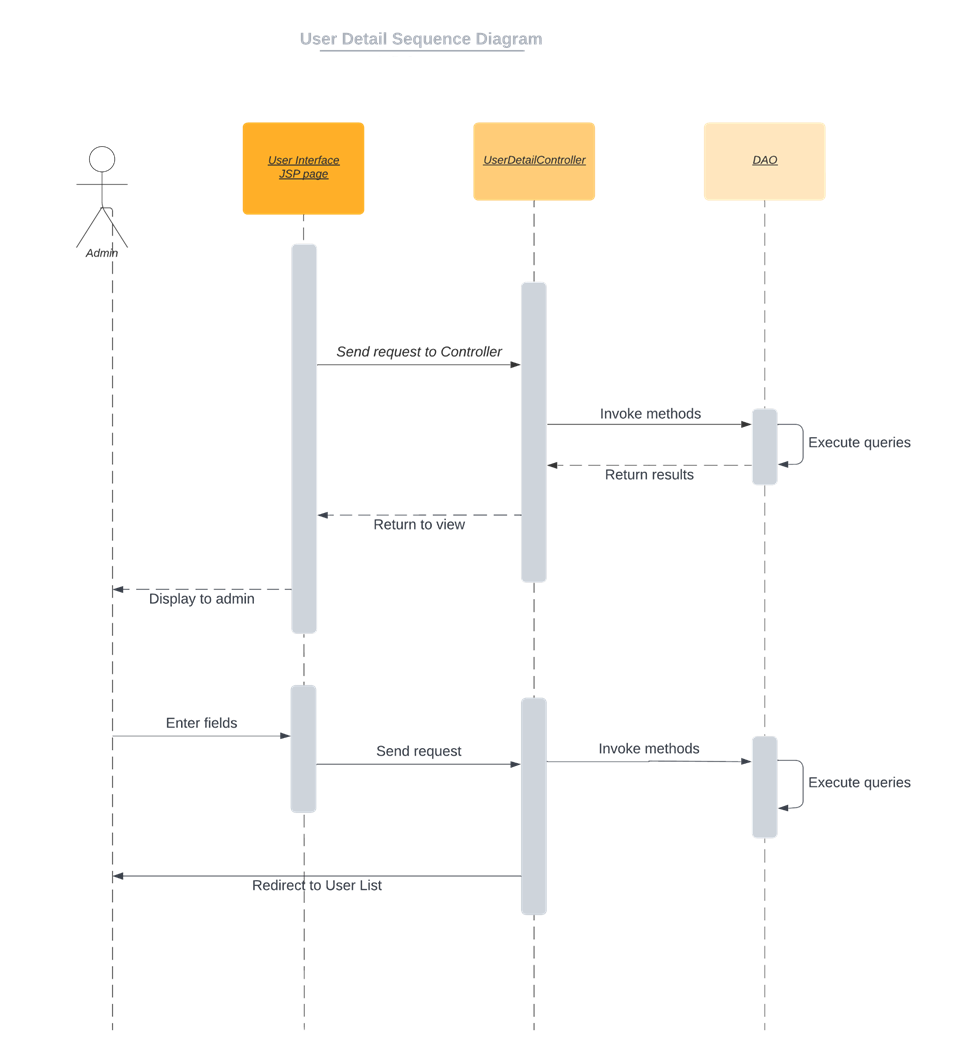 User Detail Sequence Diagram
User Interface
JSP page
UserDetailController
DAO
Admin
Send request to Controller
Invoke methods
Execute queries
Return results
Return to view
Display to admin
Enter fields
Send request
Invoke methods
Execute queries
Redirect to User List